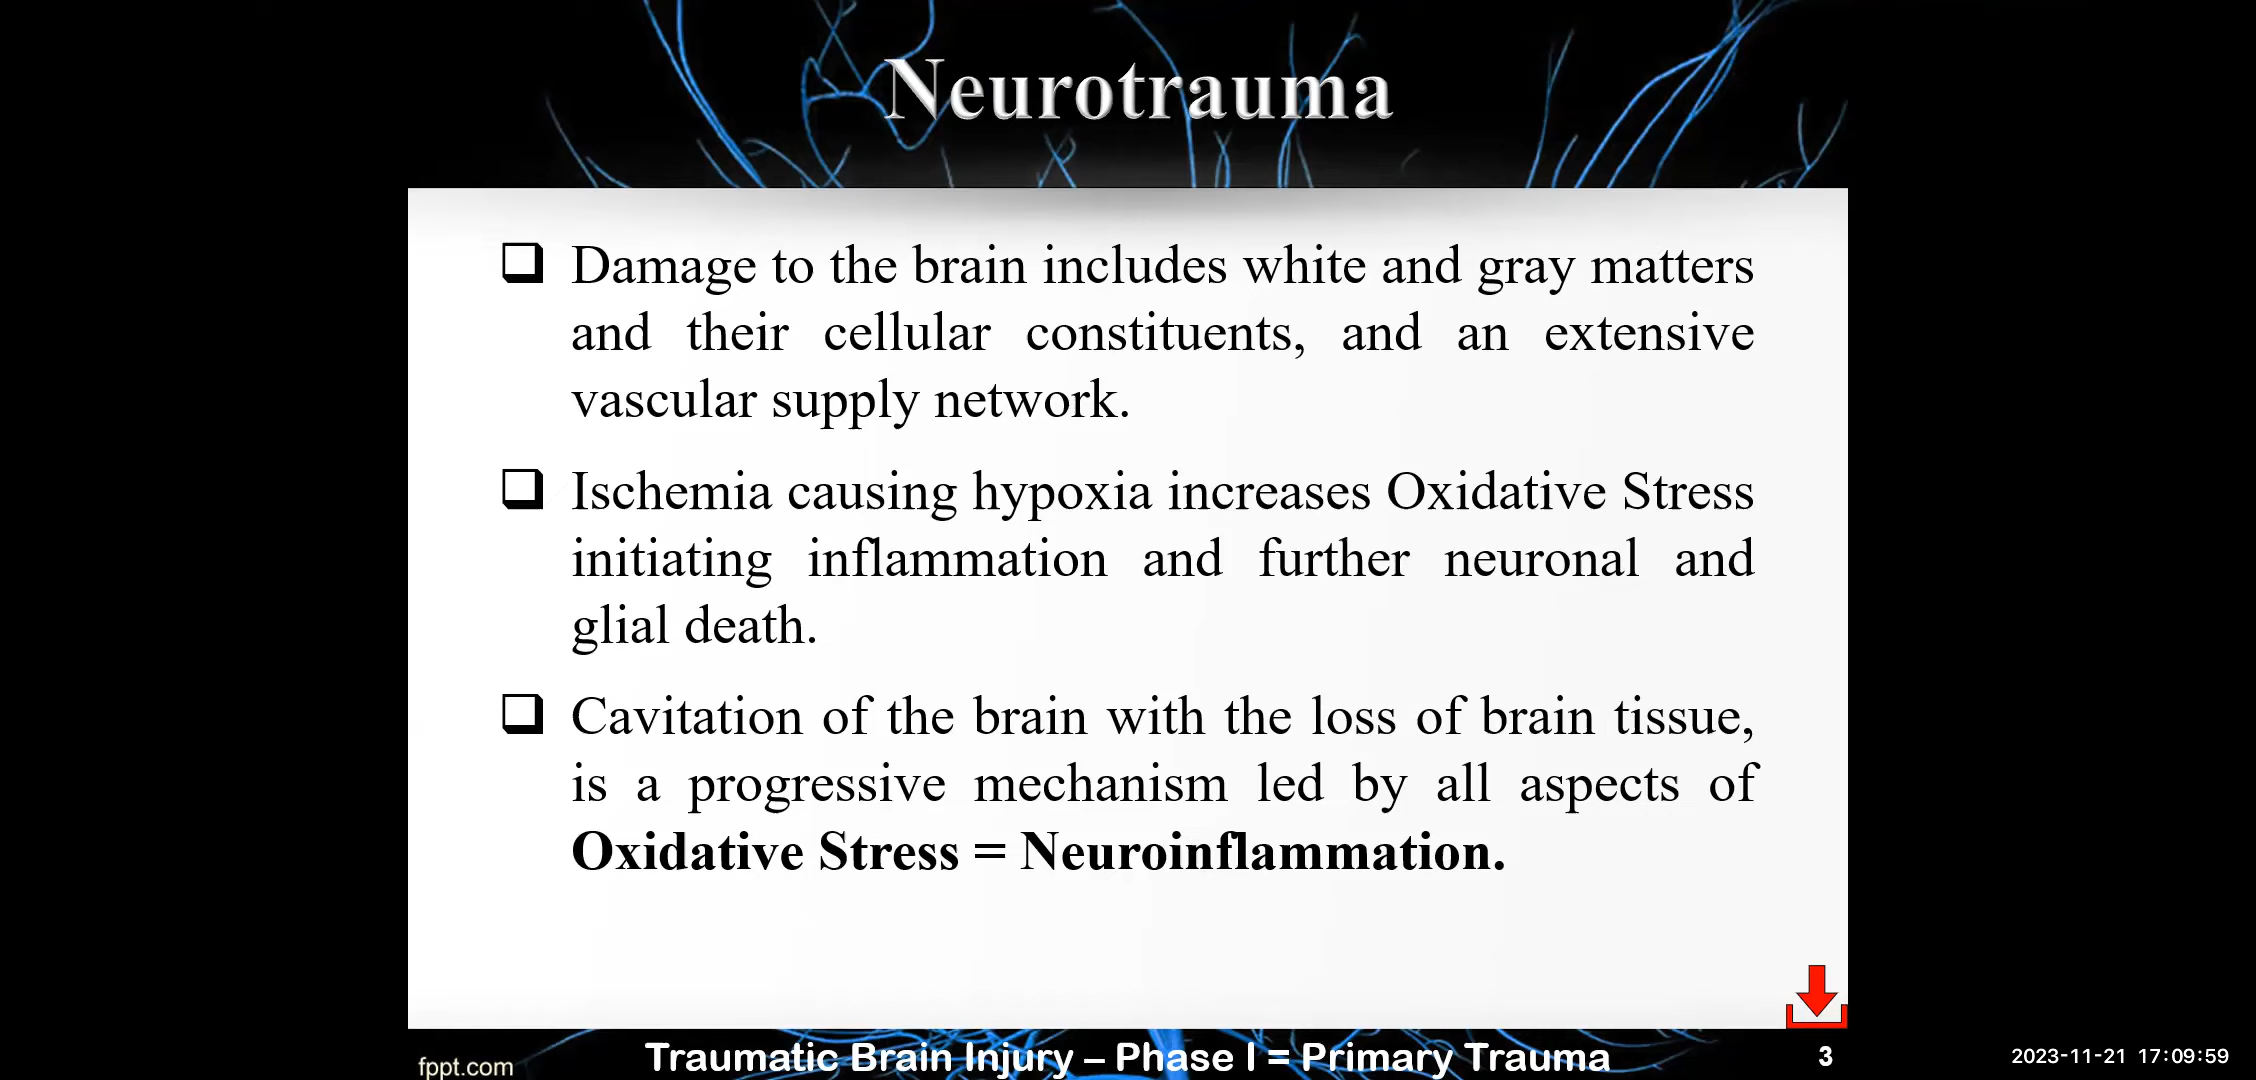 Neurotrauma
❑ Damage to the brain includes white and gray matters
and their cellular constituents, and an extensive
vascular supply network.
❑ Ischemia causing hypoxia increases Oxidative Stress
initiating inflammation and further neuronal and
glial death.
❑ Cavitation of the brain with the loss of brain tissue,
is a progressive mechanism led by all aspects of
Oxidative Stress = Neuroinflammation.
fppt.com
Traumatic Brain Injury – Phase I = Primary Trauma
3
2023-11-21 17:09:59